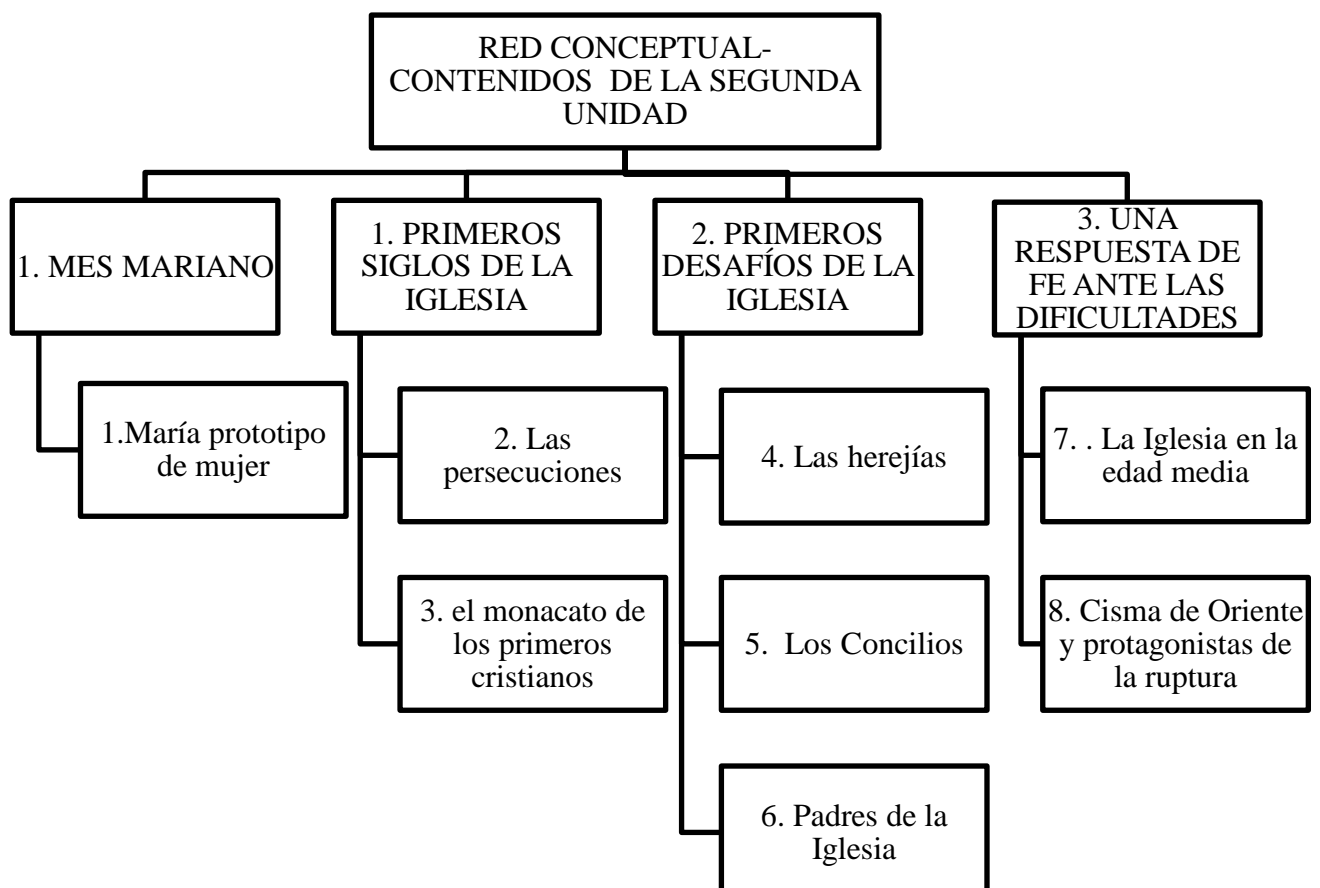 RED CONCEPTUAL-
CONTENIDOS DE LA SEGUNDA
UNIDAD
1. MES MARIANO
1.María prototipo
de mujer
1. PRIMEROS
SIGLOS DE LA
IGLESIA
2. Las
persecuciones
3. el monacato de
los primeros
cristianos
2. PRIMEROS
DESAFÍOS DE LA
IGLESIA
4. Las herejías
5. Los Concilios
6. Padres de la
Iglesia
3. UNA
RESPUESTA DE
FE ANTE LAS
DIFICULTADES
7. . La Iglesia en la
edad media
8. Cisma de Oriente
y protagonistas de
la ruptura